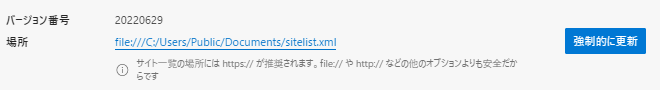 バージョン番号 20220629
場所 file:///C:/Users/Public/Documents/sitelist.xml 強制的に更新
サイト一覧の場所には https:// が推奨されます。file:// や http:// などの他のオプションよりも安全だか
らです